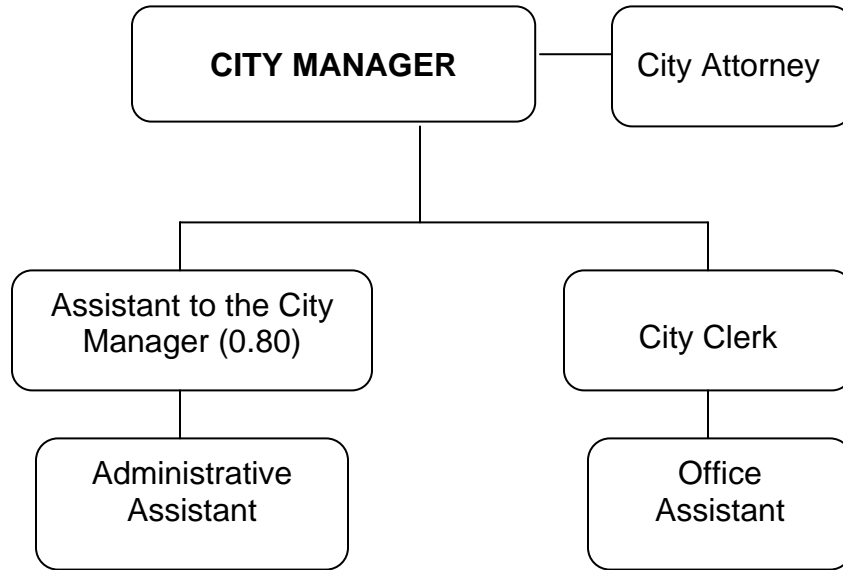 CITY MANAGER
City Attorney
Assistant to the City
Manager (0.80)
City Clerk
Administrative
Assistant
Office
Assistant